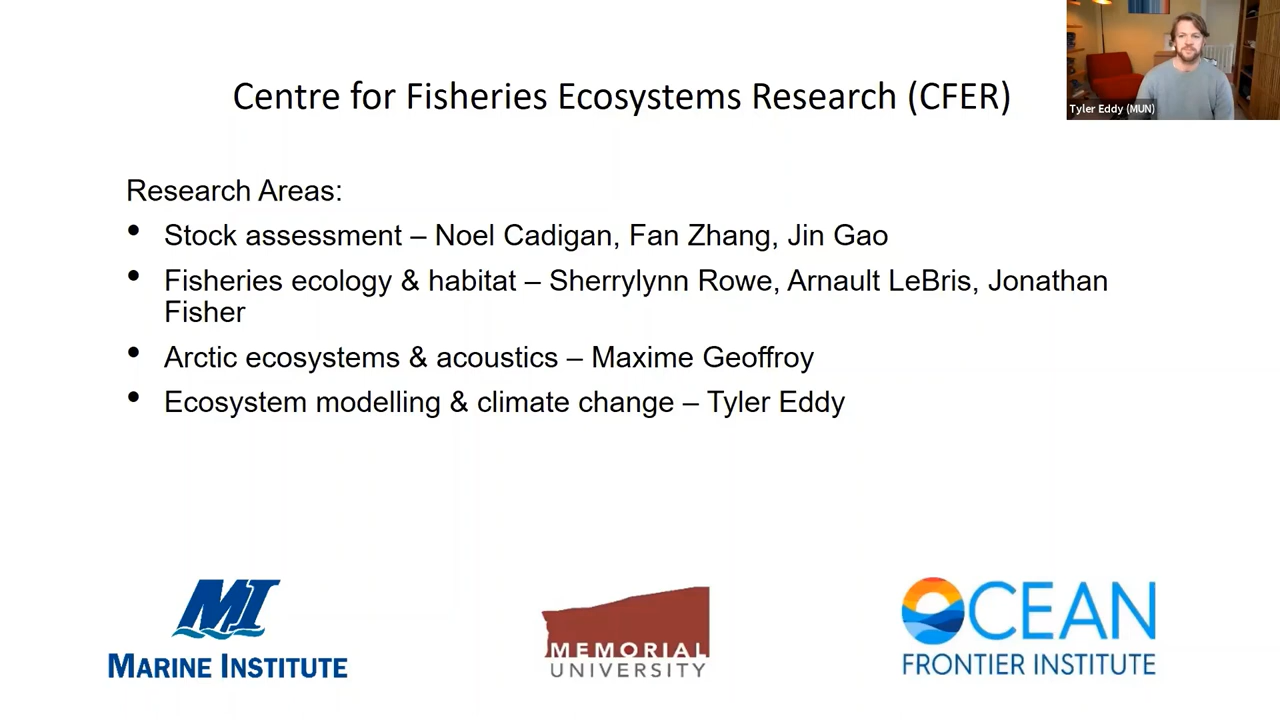 Centre for Fisheries Ecosystems Research (CFER)
Tyler Eddy (MUN)
Research Areas:
• Stock assessment – Noel Cadigan, Fan Zhang, Jin Gao
• Fisheries ecology & habitat – Sherrylynn Rowe, Arnault LeBris, Jonathan
Fisher
• Arctic ecosystems & acoustics – Maxime Geoffroy
• Ecosystem modelling & climate change – Tyler Eddy
MI
MARINE INSTITUTE
MEMORIAL
UNIVERSITY
OCEAN
FRONTIER INSTITUTE